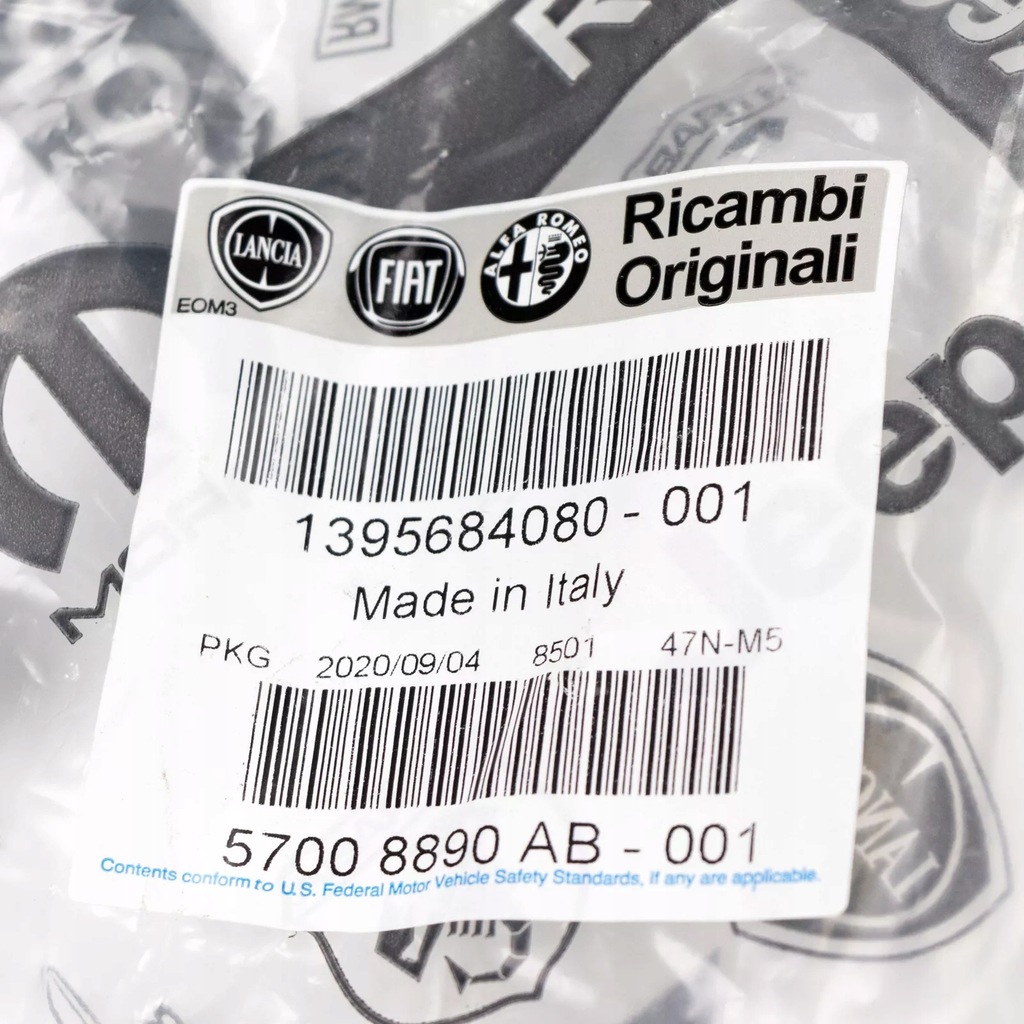 LANCIA
FIAT
ALFA ROMEO
Ricambi
Originali
EOM3
1395684080 - 001
Made in Italy
PKG 2020/09/04 8501 47N-M5
5700 8890 AB - 001
Contents conform to U.S. Federal Motor Vehicle Safety Standards, If any are applicable.
eep